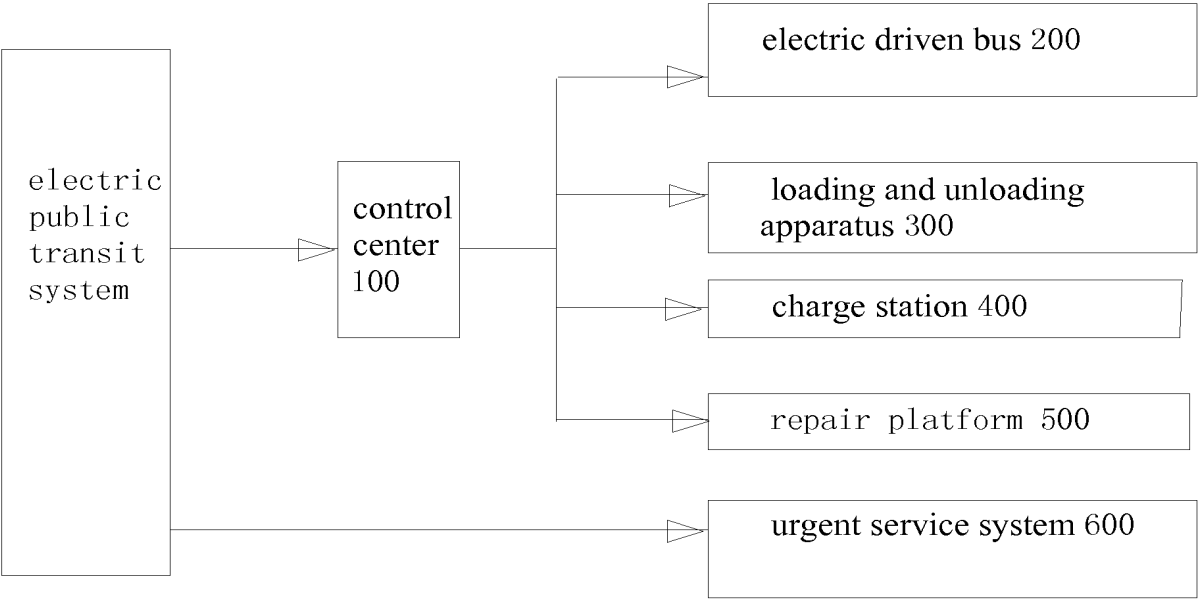 electric
public
transit
system
control
center
100
electric driven bus 200
loading and unloading
apparatus 300
charge station 400
repair platform 500
urgent service system 600